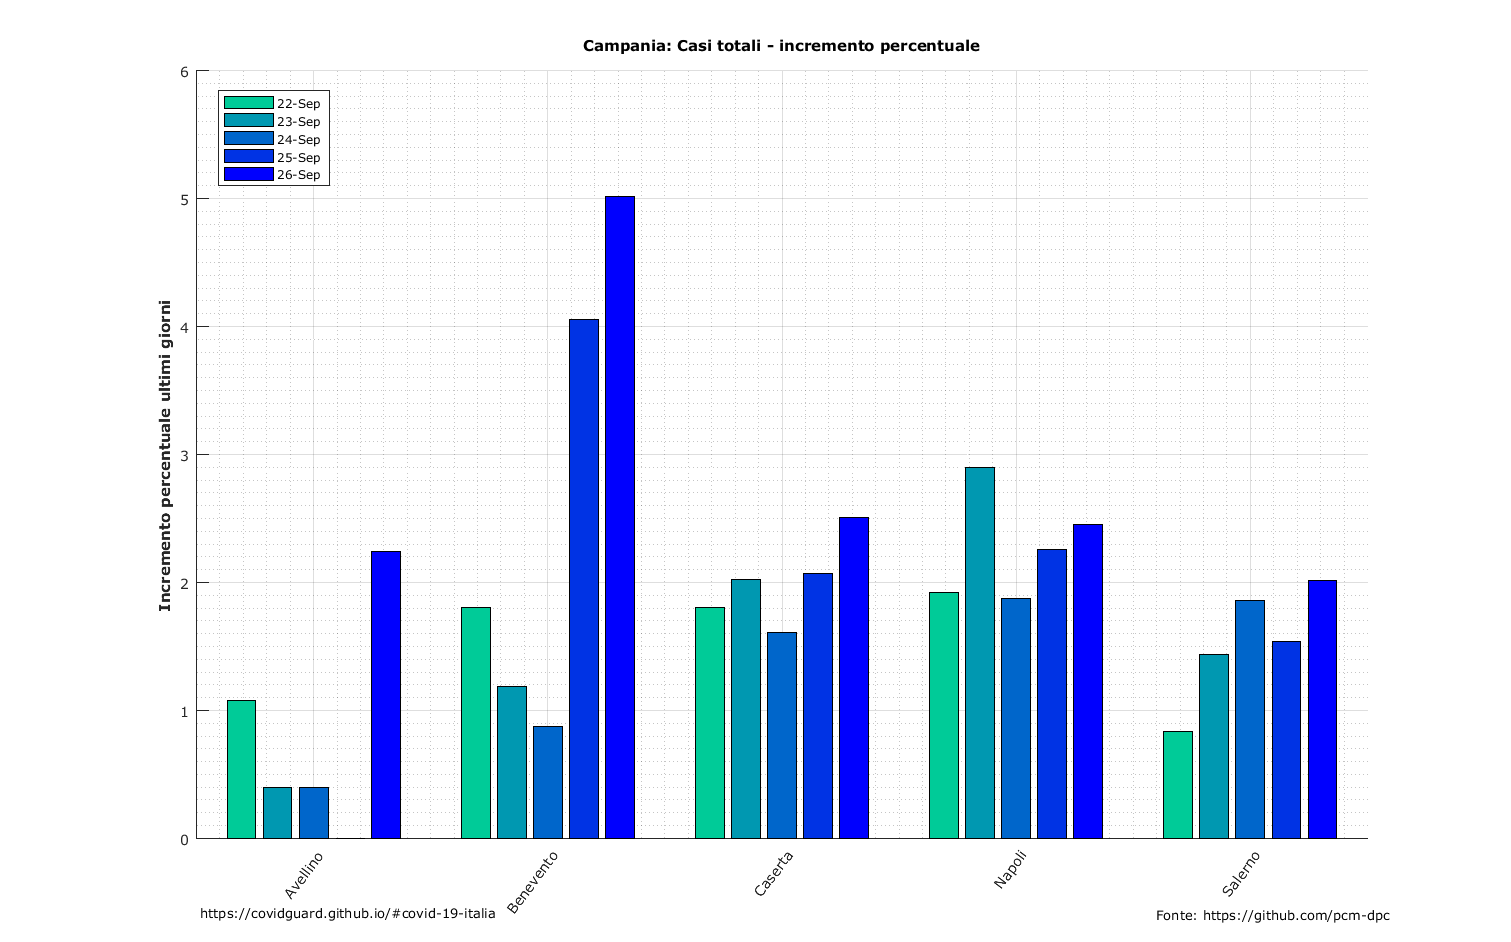 Campania: Casi totali - incremento percentuale
22-Sep
23-Sep
24-Sep
25-Sep
26-Sep
Incremento percentuale ultimi giorni
6
5
4
3
2
1
0
Avellino
Benevento
Caserta
Napoli
Salerno
https://covidguard.github.io/#covid-19-italia
Fonte: https://github.com/pcm-dpc